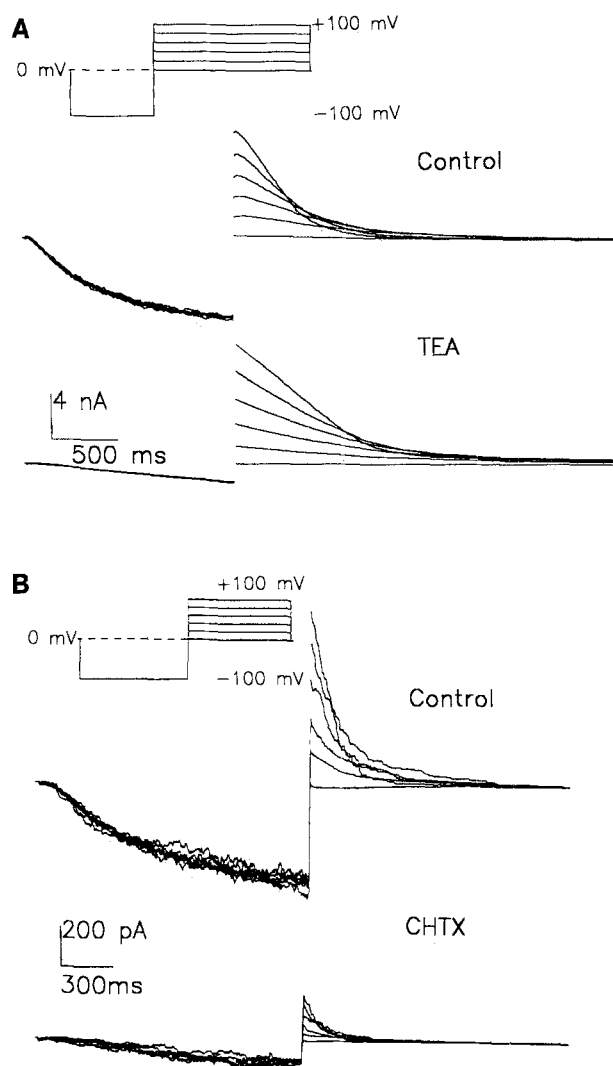 A
+100 mV
0 mV
-100 mV
Control
TEA
4 nA
500 ms
B
+100 mV
0 mV
-100 mV
Control
CHTX
200 pA
300ms